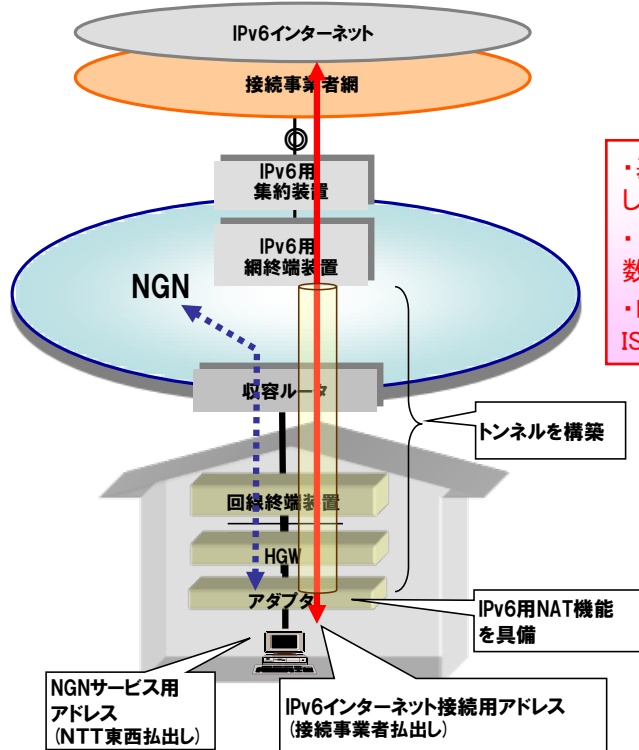 IPv6インターネット
接続事業者網
IPv6用
集約装置
IPv6用
網終端装置
NGN
数
IS
収容ルータ
トンネルを構築
回線終端装置
HGW
アダプタ
IPv6用NAT機能
を具備
NGNサービス用
アドレス
(NTT東西払出し)
IPv6インターネット接続用アドレス
(接続事業者払出し)